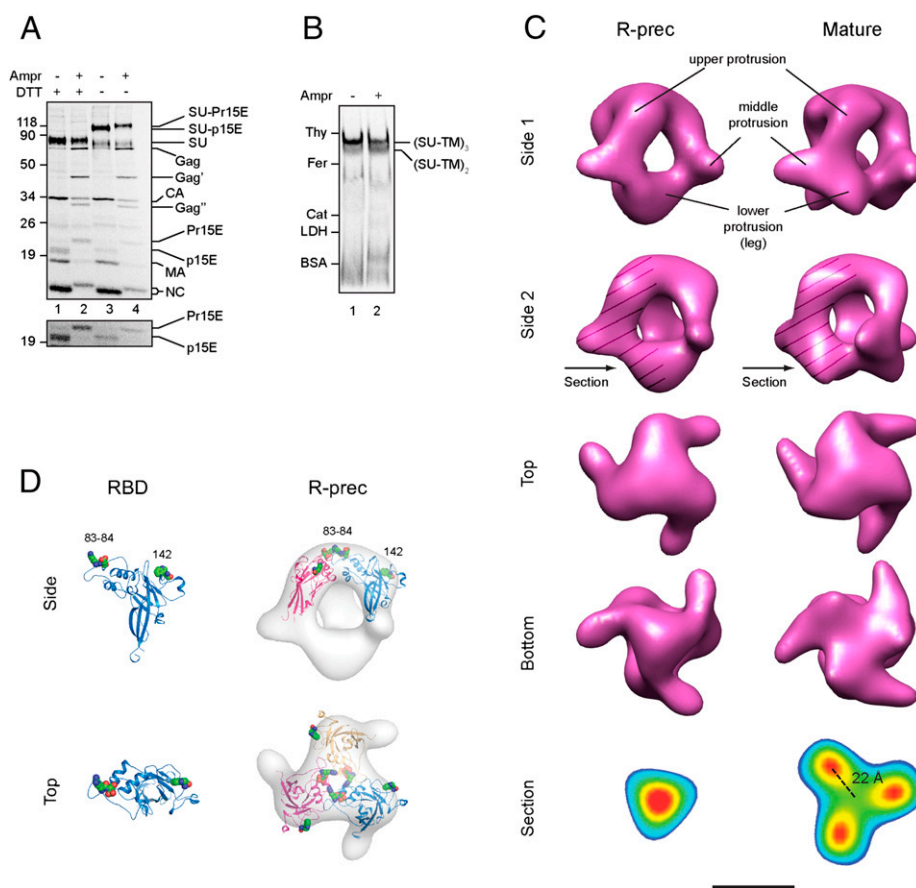 A
Ampr - + - +
DTT + + - -
118
90
50
34
26
19
SU-Pr15E
SU-p15E
SU
Gag
Gag'
CA
Gag"
Pr15E
p15E
MA
NC
1 2 3 4
19
Pr15E
p15E
B
Ampr - +
Thy
Fer
Cat
LDH
BSA
(SU-TM)3
(SU-TM)2
1 2
C
R-prec Mature
Side 1
upper protrusion
middle
protrusion
lower
protrusion
(leg)
Side 2
Section Section
Top
Bottom
Section
22 Å
D
RBD R-prec
Side
83-84
142
83-84
142
Top